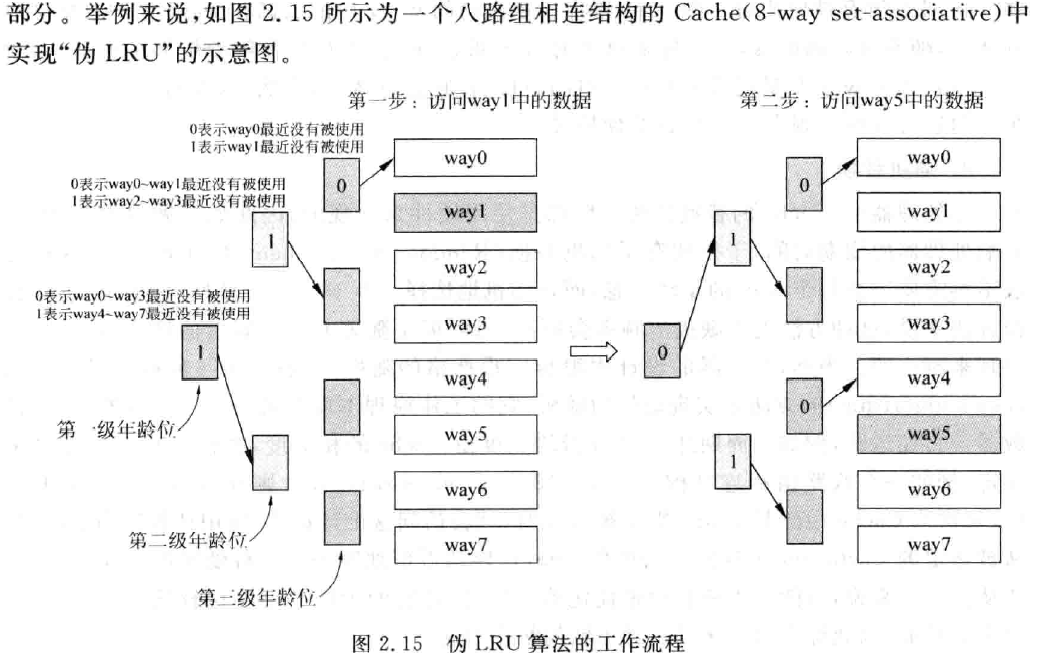 部分。举例来说,如图 2.15 所示为一个八路组相连结构的 Cache(8-way set-associative)中
实现“伪 LRU”的示意图。
第一步：访问way1中的数据
第二步：访问way5中的数据
0表示way0最近没有被使用
1表示way1最近没有被使用
0表示way0~way1最近没有被使用
1表示way2~way3最近没有被使用
0表示way0~way3最近没有被使用
1表示way4~way7最近没有被使用
0
1
1
way0
way1
way2
way3
way4
way5
way6
way7
第一级年龄位
第二级年龄位
第三级年龄位
0
1
0
0
1
way0
way1
way2
way3
way4
way5
way6
way7
图 2.15 伪 LRU 算法的工作流程